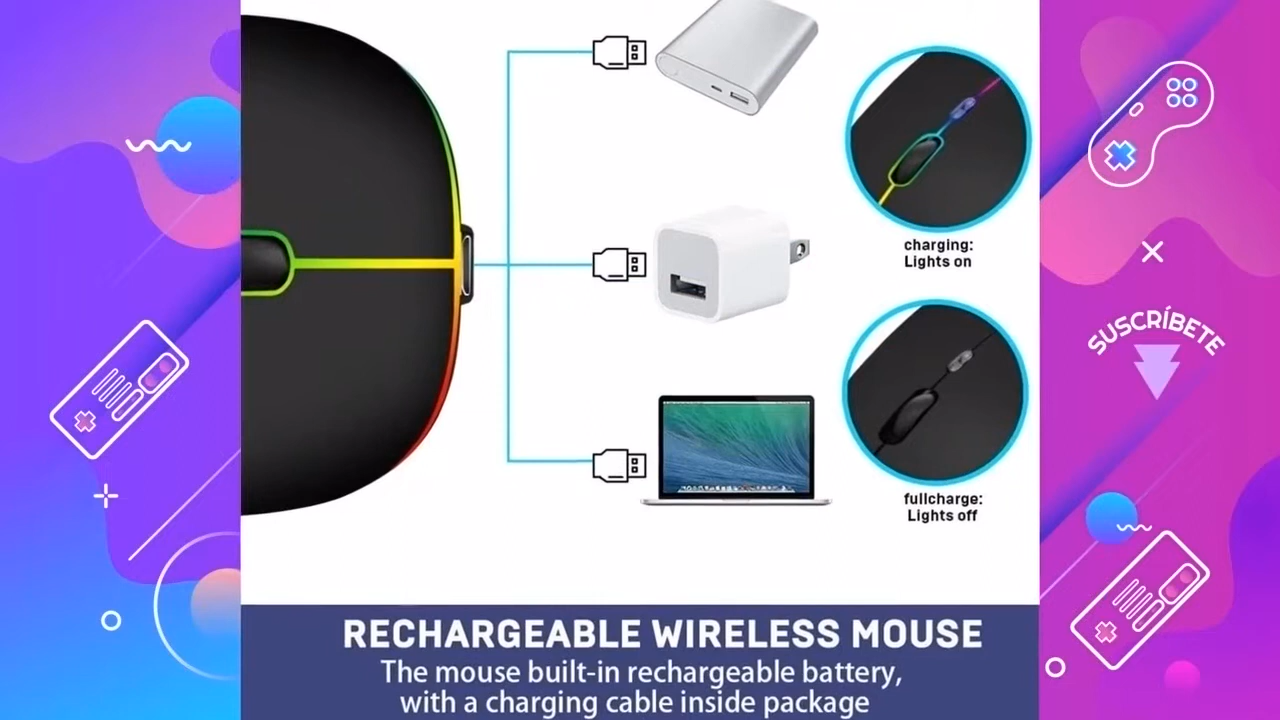 charging:
Lights on
SUSCRÍBETE
fullcharge:
Lights off
RECHARGEABLE WIRELESS MOUSE
The mouse built-in rechargeable battery,
with a charging cable inside package